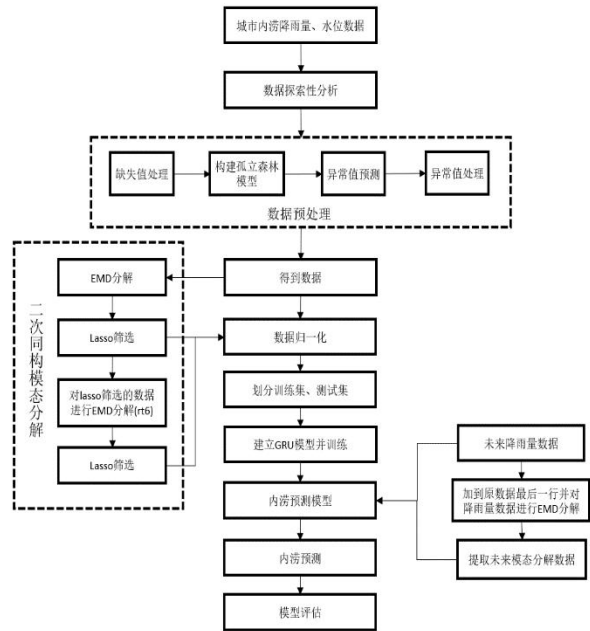 城市内涝降雨量、水位数据
数据探索性分析
缺失值处理
构建孤立森林
模型
异常值预测
异常值处理
数据预处理
二次同构模态分解
EMD分解
Lasso筛选
对lasso筛选的数据
进行EMD分解(rt6)
Lasso筛选
得到数据
数据归一化
划分训练集、测试集
建立GRU模型并训练
内涝预测模型
内涝预测
模型评估
未来降雨量数据
加到原数据最后一行并对
降雨量数据进行EMD分解
提取未来模态分解数据